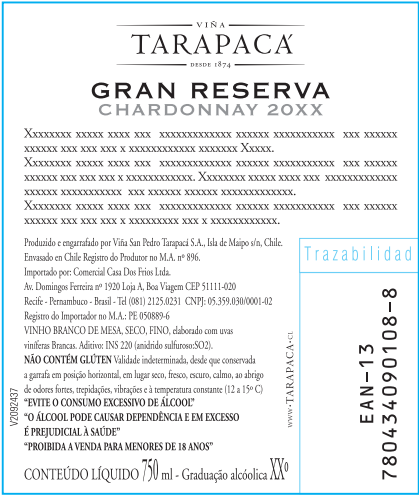 VIÑA
TARAPACÁ
DESDE 1874
GRAN RESERVA
CHARDONNAY 20XX
Xxxxxxxx xxxxx xxxx xxx xxxxxxxxxxxxx xxxxxx xxxxxxxxxxx xxx xxxxxx
xxxxxx xxx xxx xxx x xxxxxxxxxxxxx xxxxxxx Xxxxx.
Xxxxxxxx xxxxx xxxx xxx xxxxxxxxxxxxx xxxxxx xxxxxxxxxxx xxx xxxxxx
xxxxxx xxx xxx xxx x xxxxxxxxxxxxx. Xxxxxxxx xxxxx xxxx xxx xxxxxxxxxxxxx
xxxxxx xxxxxxxxxxx xxx xxxxxx xxxxxx xxxxxxxxxxxxxx.
Xxxxxxxx xxxxx xxxx xxx xxxxxxxxxxxxx xxxxxx xxxxxxxxxxx xxx xxxxxx
xxxxxx xxx xxx xxx x xxxxxxxxx xxx x xxxxxxxxxxxxx.
Produzido e engarrafado por Viña San Pedro Tarapacá S.A., Isla de Maipo s/n, Chile.
Envasado en Chile Registro do Produtor no M.A. nº 896.
Importado por: Comercial Casa Dos Frios Ltda.
Av. Domingos Ferreira nº 1920 Loja A, Boa Viagem CEP 51111-020
Recife - Pernambuco - Brasil - Tel (081) 2125.0231 CNPJ: 05.359.030/0001-02
Registro do Importador no M.A.: PE 050889-6
VINHO BRANCO DE MESA, SECO, FINO, elaborado com uvas
viníferas Brancas. Aditivo: INS 220 (anidrido sulfuroso:SO2).
NÃO CONTÉM GLÚTEN Validade indeterminada, desde que conservada
a garrafa em posição horizontal, em lugar seco, fresco, escuro, calmo, ao abrigo
de odores fortes, trepidações, vibrações e à temperatura constante (12 a 15º C)
"EVITE O CONSUMO EXCESSIVO DE ÁLCOOL"
"O ÁLCOOL PODE CAUSAR DEPENDÊNCIA E EM EXCESSO
É PREJUDICIAL À SAÚDE"
"PROIBIDA A VENDA PARA MENORES DE 18 ANOS"
CONTEÚDO LÍQUIDO 750 ml - Graduação alcóolica XXº
V2092437
WWW.TARAPACA.CL
Trazabilidad
EAN-13
780434090108-8